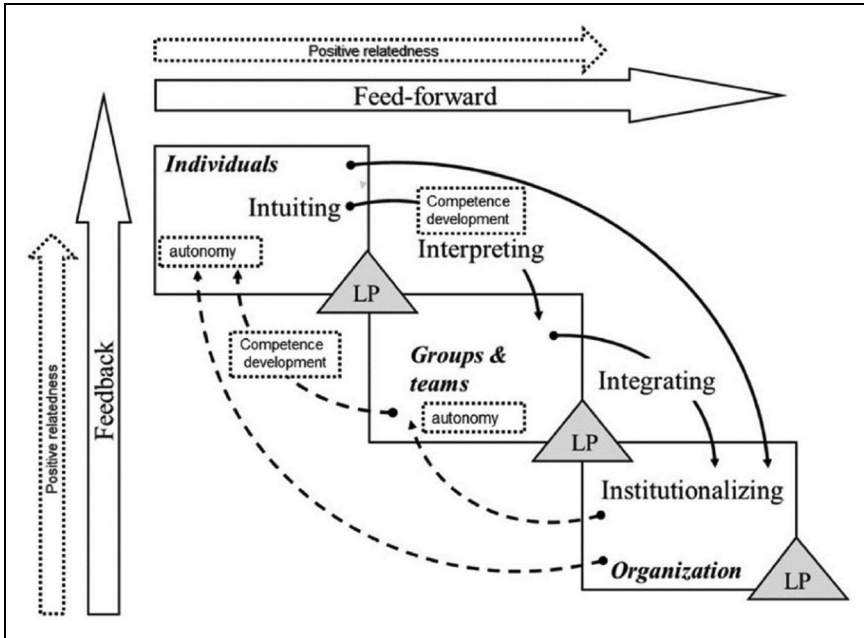 Positive relatedness
Feed-forward
Individuals
Intuiting
Competence
development
autonomy
Interpreting
LP
Competence
development
Groups &
teams
autonomy
Integrating
LP
Institutionalizing
Organization
LP
Feedback
Positive relatedness